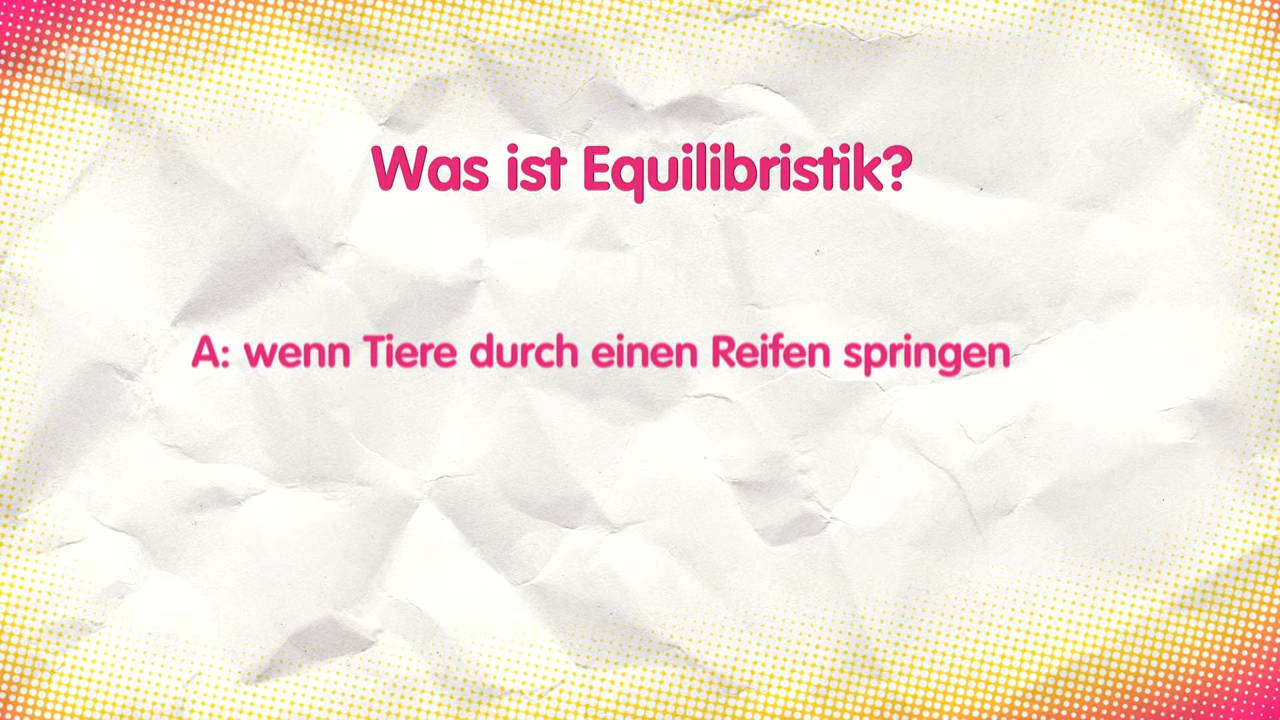 Was ist Equilibristik?
A: wenn Tiere durch einen Reifen springen